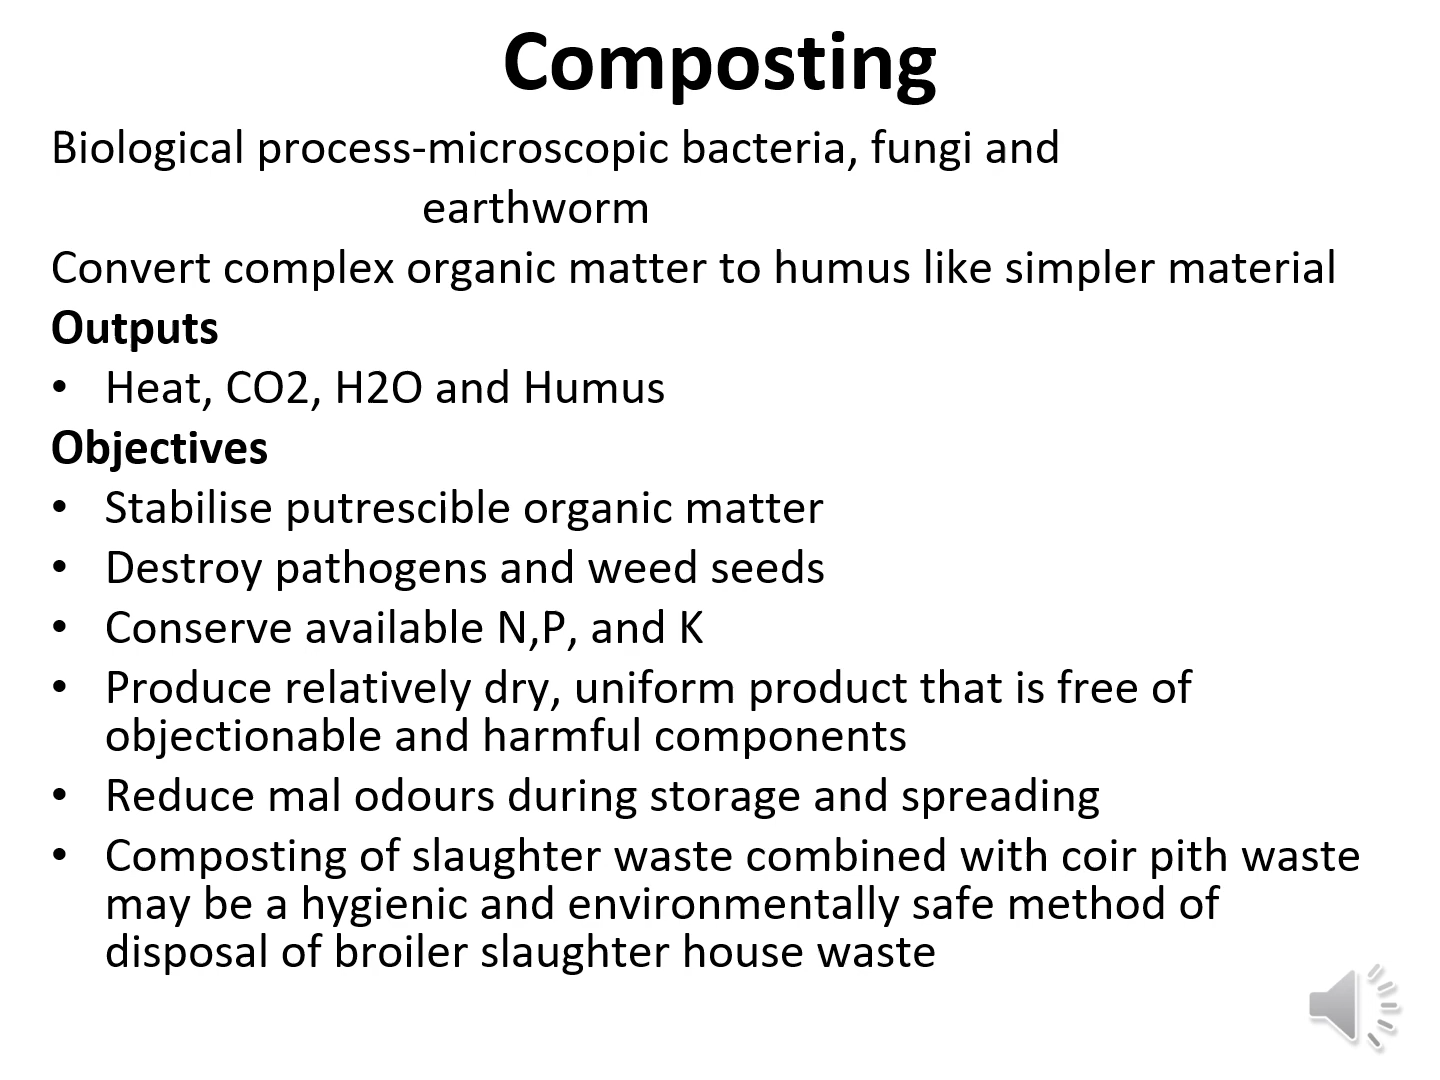 Composting
Biological process-microscopic bacteria, fungi and
earthworm
Convert complex organic matter to humus like simpler material
Outputs
• Heat, CO2, H2O and Humus
Objectives
• Stabilise putrescible organic matter
• Destroy pathogens and weed seeds
• Conserve available N,P, and K
• Produce relatively dry, uniform product that is free of
objectionable and harmful components
• Reduce mal odours during storage and spreading
• Composting of slaughter waste combined with coir pith waste
may be a hygienic and environmentally safe method of
disposal of broiler slaughter house waste